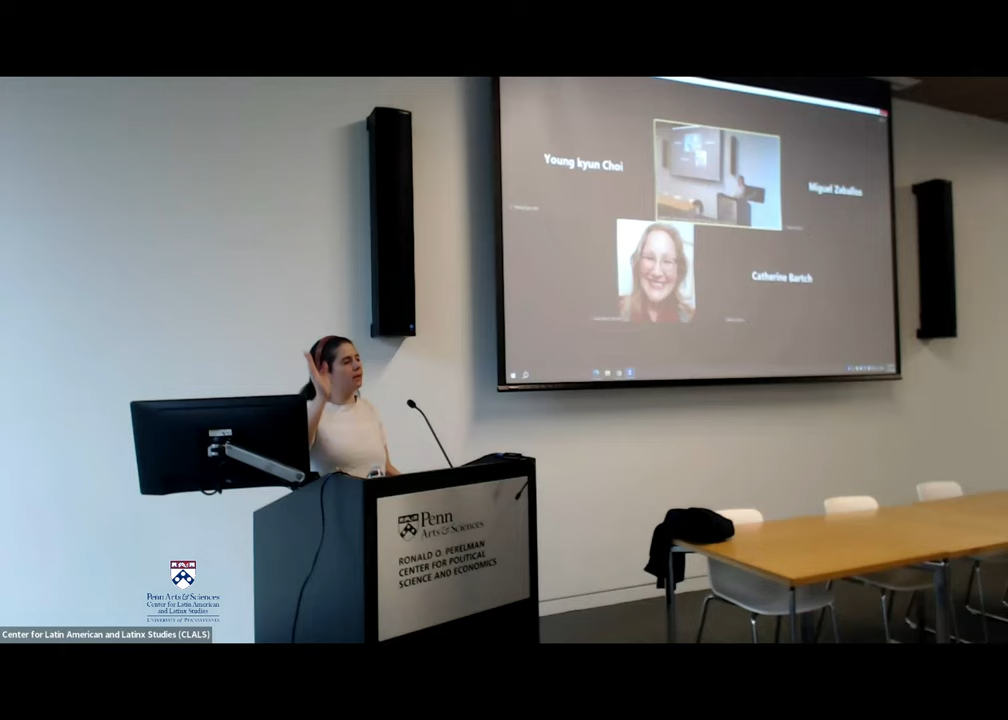 Young kyun Choi
Miguel Zeballos
Catherine Bartch
Penn
Arts & Sciences
RONALD O. PERELMAN
CENTER FOR POLITICAL
SCIENCE AND ECONOMICS
Penn Arts & Sciences
Center for Latin American
and Latinx Studies
UNIVERSITY of PENNSYLVANIA
Center for Latin American and Latinx Studies (CLALS)